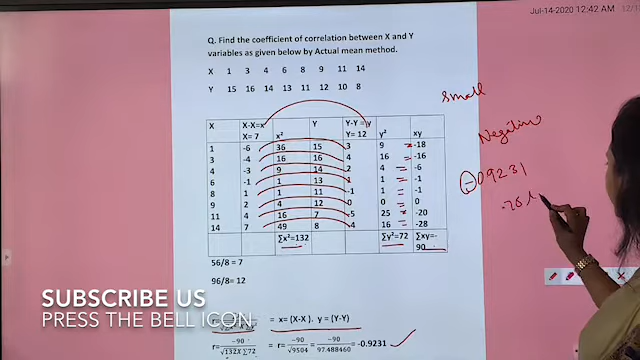 Jul-14-2020 12:42 AM
Q. Find the coefficient of correlation between X and Y
variables as given below by Actual mean method.
X 1 3 4 6 8 9 11 14
Y 15 16 14 13 11 12 10 8
small
Negative
-09231
X X-X=x x² Y Y-Y = y y² xy
X= 7 Y= 12
1 -6 36 15 3 9 -18
3 -4 16 16 4 16 -16
4 -3 9 14 2 4 -6
6 -1 1 13 1 1 -1
8 1 1 11 -1 1 -1
9 2 4 12 0 0 0
11 4 16 7 -5 25 -20
14 7 49 8 -4 16 -28
∑x²=132 ∑y²=72 ∑xy=-
90
56/8 = 7
96/8= 12
SUBSCRIBE US
PRESS THE BELL ICON
= x= (X-X), y = (Y-Y)
r= -90/√132X ∑72 = r= -90/√9504 = -90/97.488460 =-0.9231